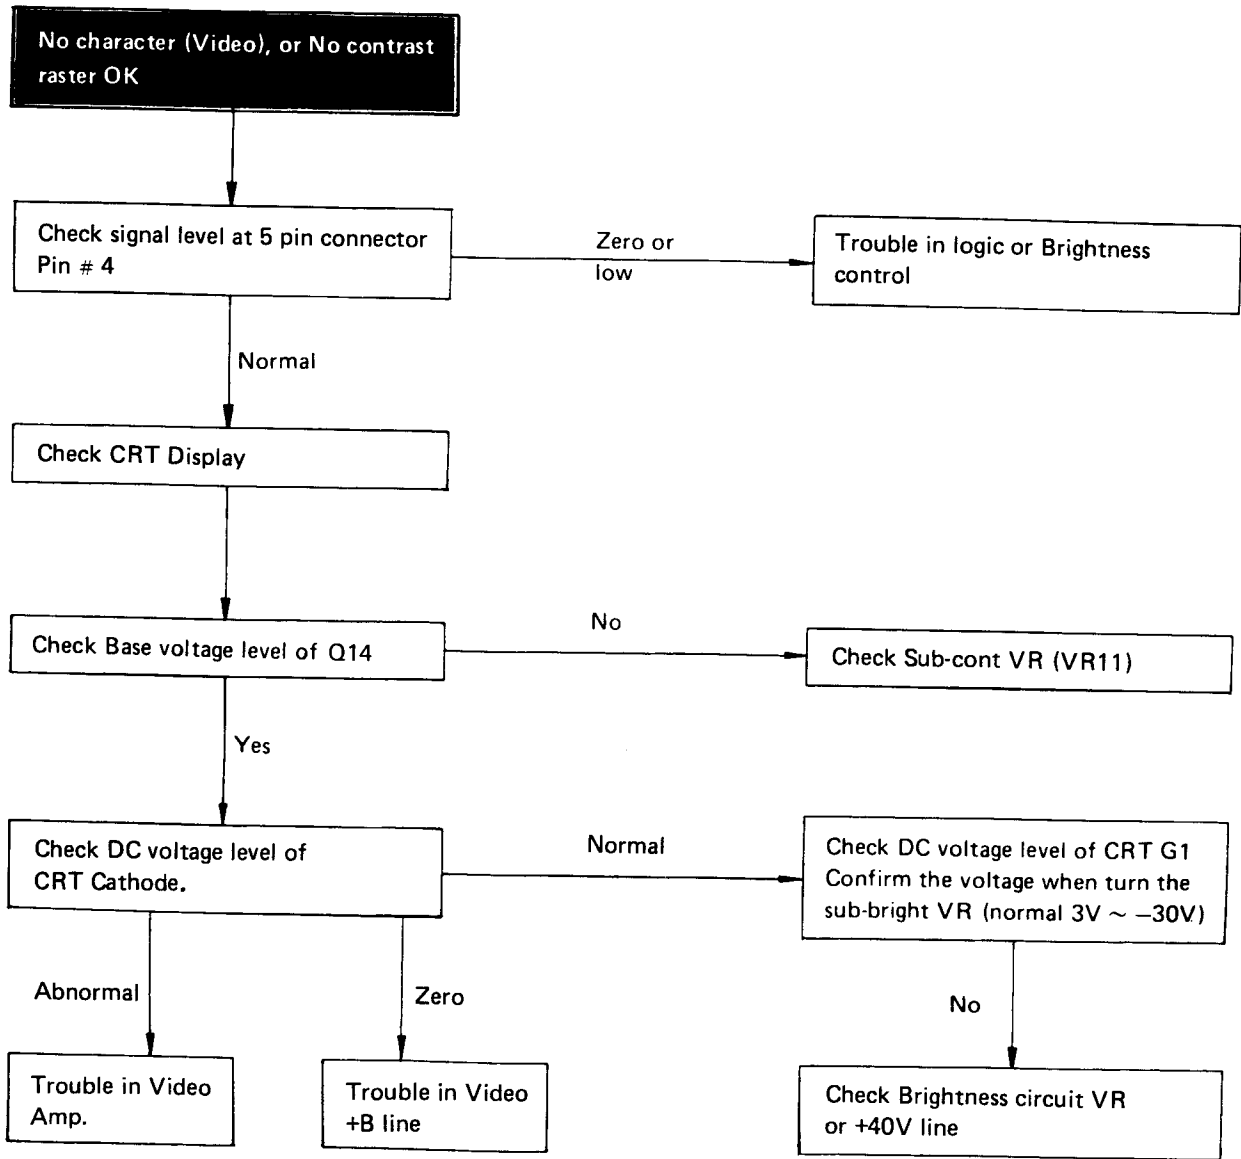 No character (Video), or No contrast
raster OK
Check signal level at 5 pin connector
Pin # 4
Zero or
low
Trouble in logic or Brightness
control
Normal
Check CRT Display
Check Base voltage level of Q14
No
Check Sub-cont VR (VR11)
Yes
Check DC voltage level of
CRT Cathode.
Normal
Check DC voltage level of CRT G1
Confirm the voltage when turn the
sub-bright VR (normal 3V ~ −30V)
Abnormal
Zero
No
Trouble in Video
Amp.
Trouble in Video
+B line
Check Brightness circuit VR
or +40V line